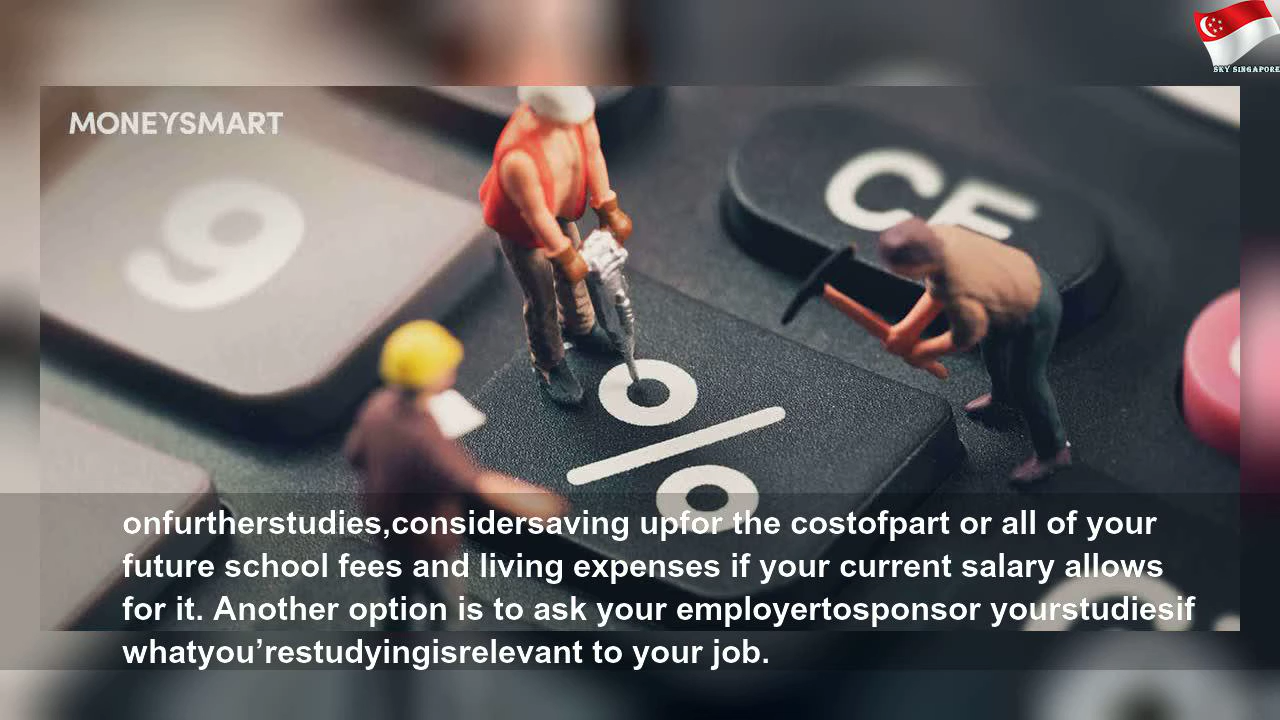 SKY SINGAPORE
MONEYSMART
9
CE
%
onfurtherstudies,considersaving upfor the costofpart or all of your
future school fees and living expenses if your current salary allows
for it. Another option is to ask your employertosponsor yourstudiesif
whatyou’restudyingisrelevant to your job.